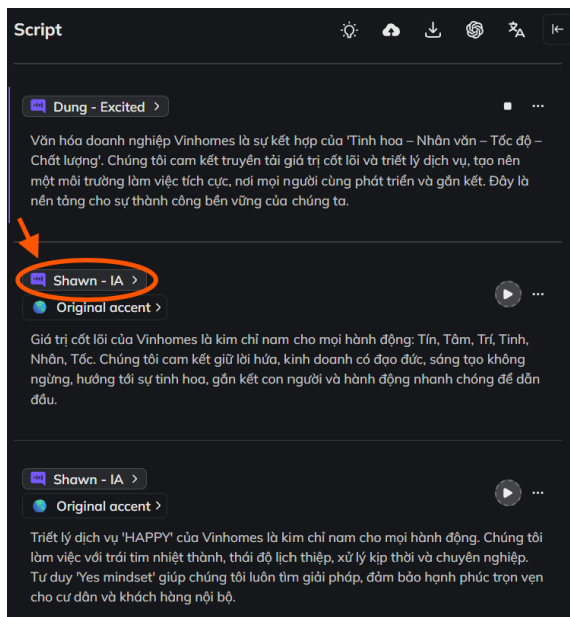 Script
Dung - Excited >
Văn hóa doanh nghiệp Vinhomes là sự kết hợp của 'Tinh hoa – Nhân văn – Tốc độ –
Chất lượng'. Chúng tôi cam kết truyền tải giá trị cốt lõi và triết lý dịch vụ, tạo nên
một môi trường làm việc tích cực, nơi mọi người cùng phát triển và gắn kết. Đây là
nền tảng cho sự thành công bền vững của chúng ta.
Shawn - IA >
Original accent >
Giá trị cốt lõi của Vinhomes là kim chỉ nam cho mọi hành động: Tín, Tâm, Trí, Tinh,
Nhân, Tốc. Chúng tôi cam kết giữ lời hứa, kinh doanh có đạo đức, sáng tạo không
ngừng, hướng tới sự tinh hoa, gắn kết con người và hành động nhanh chóng để dẫn
đầu.
Shawn - IA >
Original accent >
Triết lý dịch vụ 'HAPPY' của Vinhomes là kim chỉ nam cho mọi hành động. Chúng tôi
làm việc với trái tim nhiệt thành, thái độ lịch thiệp, xử lý kịp thời và chuyên nghiệp.
Tư duy 'Yes mindset' giúp chúng tôi luôn tìm giải pháp, đảm bảo hạnh phúc trọn vẹn
cho cư dân và khách hàng nội bộ.